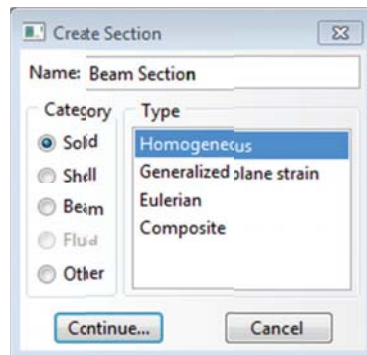 Create Section
Name: Beam Section
Category
Type
Solid
Homogeneous
Shell
Generalized plane strain
Beam
Eulerian
Fluid
Composite
Other
Continue...
Cancel